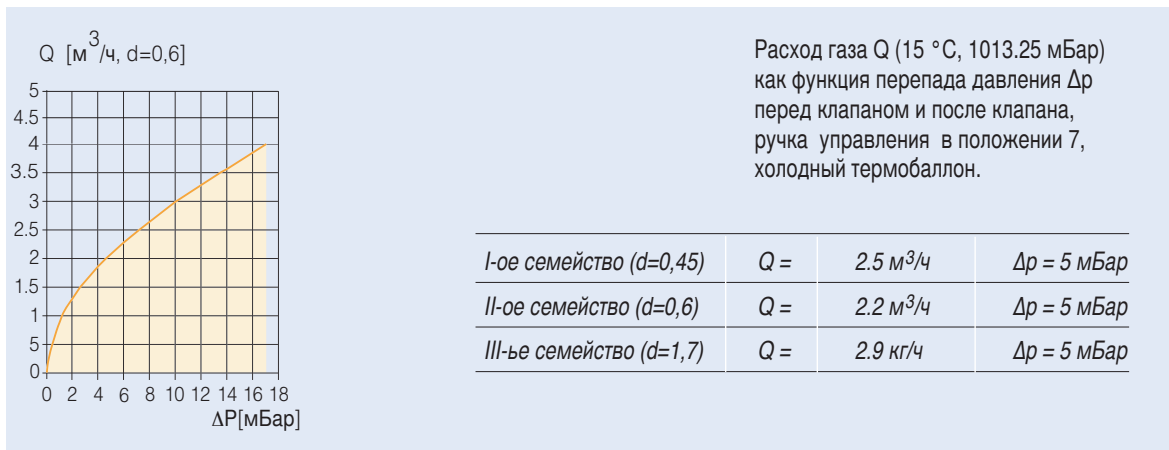 Q [м3/ч, d=0,6]
5
4.5
4
3.5
3
2.5
2
1.5
1
5
0
0 2 4 6 8 10 12 14 16 18
ΔP[мБар]
Расход газа Q (15 °C, 1013.25 мБар)
как функция перепада давления Δp
перед клапаном и после клапана,
ручка управления в положении 7,
холодный термобаллон.
I-ое семейство (d=0,45) Q = 2.5 м3/ч Δp = 5 мБар
II-ое семейство (d=0,6) Q = 2.2 м3/ч Δp = 5 мБар
III-ье семейство (d=1,7) Q = 2.9 кг/ч Δp = 5 мБар